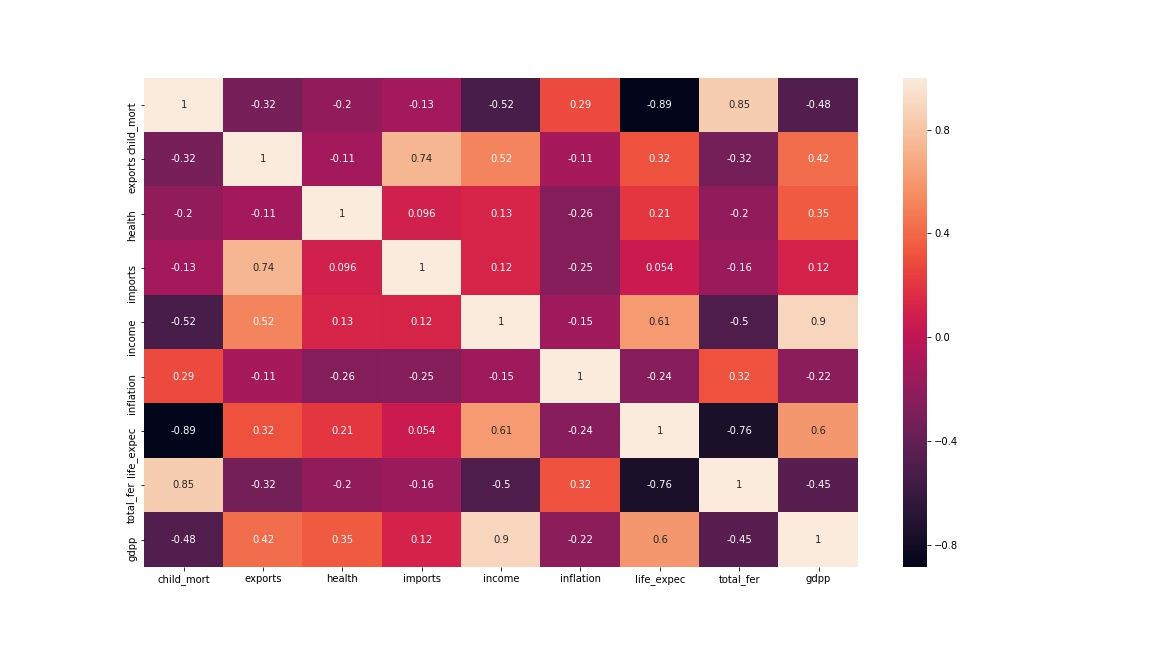 child_mort 1 -0.32 -0.2 -0.13 -0.52 0.29 -0.89 0.85 -0.48
exports -0.32 1 -0.11 0.74 0.52 -0.11 0.32 -0.32 0.42
health -0.2 -0.11 1 0.096 0.13 -0.26 0.21 -0.2 0.35
imports -0.13 0.74 0.096 1 0.12 -0.25 0.054 -0.16 0.12
income -0.52 0.52 0.13 0.12 1 -0.15 0.61 -0.5 0.9
inflation 0.29 -0.11 -0.26 -0.25 -0.15 1 -0.24 0.32 -0.22
life_expec -0.89 0.32 0.21 0.054 0.61 -0.24 1 -0.76 0.6
total_fer 0.85 -0.32 -0.2 -0.16 -0.5 0.32 -0.76 1 -0.45
gdpp -0.48 0.42 0.35 0.12 0.9 -0.22 0.6 -0.45 1
child_mort exports health imports income inflation life_expec total_fer gdpp
0.8
0.4
0.0
−0.4
−0.8